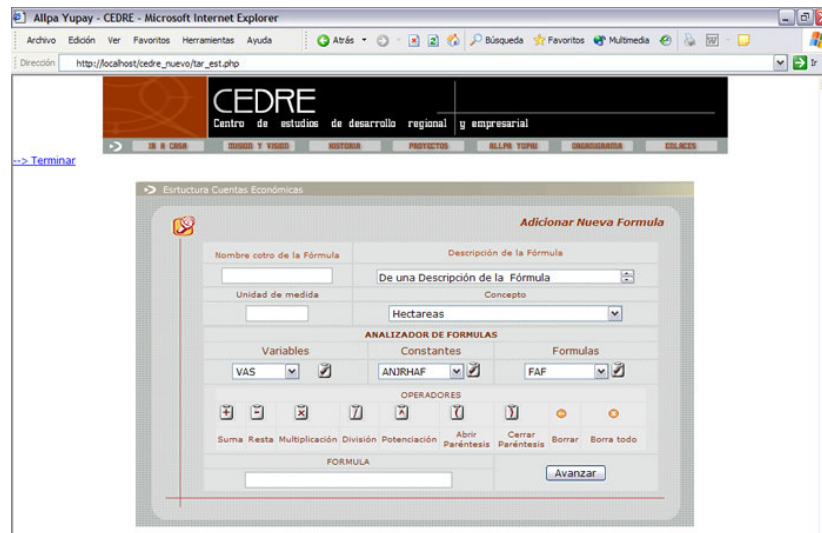 Allpa Yupay - CEDRE - Microsoft Internet Explorer
Archivo Edición Ver Favoritos Herramientas Ayuda Atrás Búsqueda Favoritos Multimedia
Dirección http://localhost/cedre_nuevo/tar_est.php Ir
CEDRE
Centro de estudios de desarrollo regional y empresarial
IR A CASA MISION Y VISION HISTORIA PROYECTOS ALLPA YUPAY ORGANIGRAMA ENLACES
--> Terminar
Esrtuctura Cuentas Económicas
Adicionar Nueva Formula
Nombre cotro de la Fórmula Descripción de la Fórmula
De una Descripción de la Fórmula
Unidad de medida Concepto
Hectareas
ANALIZADOR DE FORMULAS
Variables Constantes Formulas
VAS ANJRHAF FAF
OPERADORES
Suma Resta Multiplicación División Potenciación Abrir Paréntesis Cerrar Paréntesis Borrar Borra todo
FORMULA
Avanzar